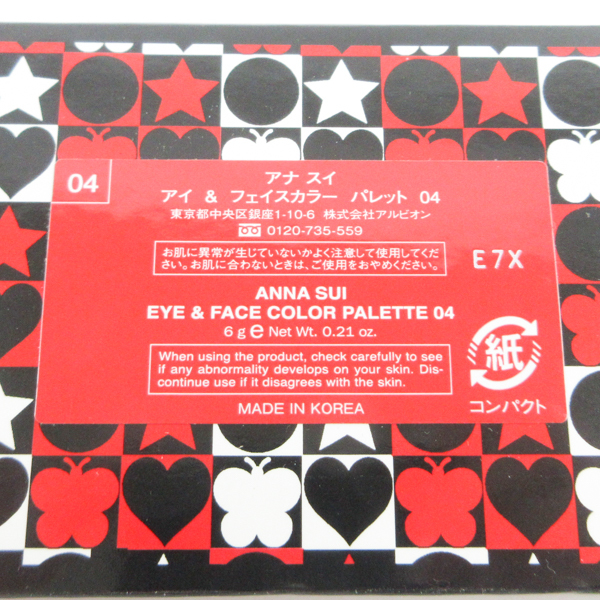 04
アナ スイ
アイ & フェイスカラー パレット 04
東京都中央区銀座1-10-6 株式会社アルビオン
0120-735-559
お肌に異常が生じていないかよく注意して使用してくだ
さい。お肌に合わないときは、ご使用をおやめください。
E7X
ANNA SUI
EYE & FACE COLOR PALETTE 04
6 g e Net Wt. 0.21 oz.
When using the product, check carefully to see
if any abnormality develops on your skin. Dis-
continue use if it disagrees with the skin.
MADE IN KOREA
紙
コンパクト